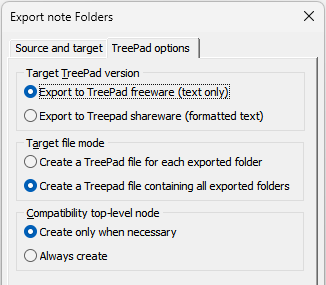 Export note Folders
Source and target
TreePad options
Target TreePad version
Export to TreePad freeware (text only)
Export to Treepad shareware (formatted text)
Target file mode
Create a TreePad file for each exported folder
Create a Treepad file containing all exported folders
Compatibility top-level node
Create only when necessary
Always create